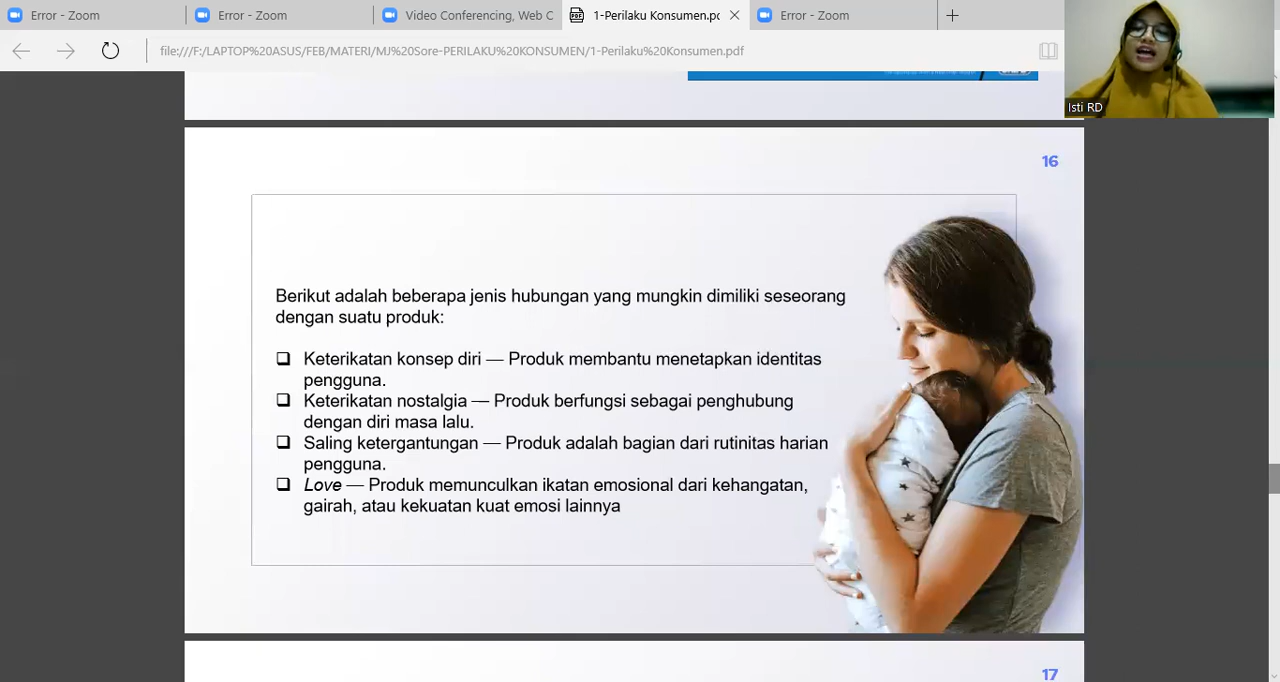 Error - Zoom
Error - Zoom
Video Conferencing, Web C
1-Perilaku Konsumen.pd
Error - Zoom
file:///F:/LAPTOP%20ASUS/FEB/MATERI/MJ%20Sore-PERILAKU%20KONSUMEN/1-Perilaku%20Konsumen.pdf
Isti RD
16
Berikut adalah beberapa jenis hubungan yang mungkin dimiliki seseorang
dengan suatu produk:
Keterikatan konsep diri — Produk membantu menetapkan identitas
pengguna.
Keterikatan nostalgia — Produk berfungsi sebagai penghubung
dengan diri masa lalu.
Saling ketergantungan — Produk adalah bagian dari rutinitas harian
pengguna.
Love — Produk memunculkan ikatan emosional dari kehangatan,
gairah, atau kekuatan kuat emosi lainnya
17